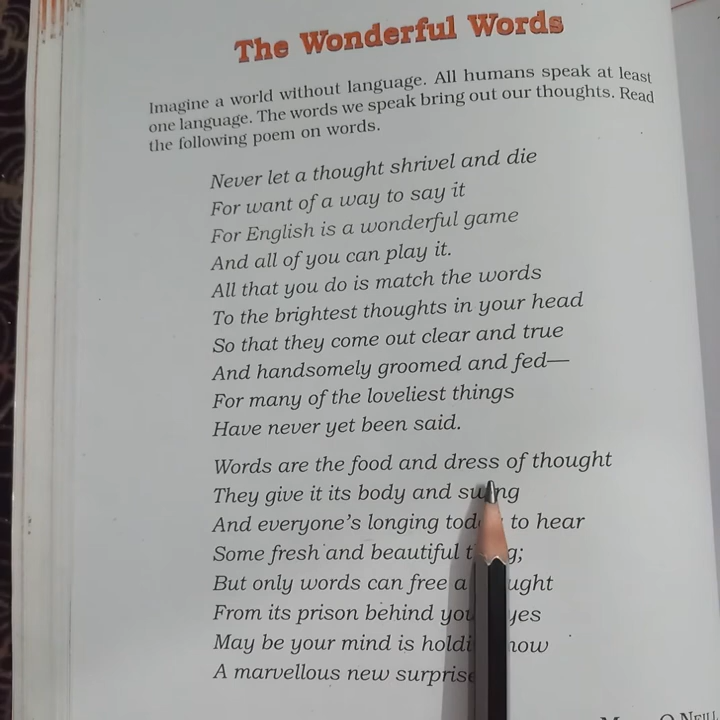 The Wonderful Words
Imagine a world without language. All humans speak at least
one language. The words we speak bring out our thoughts. Read
the following poem on words.
Never let a thought shrivel and die
For want of a way to say it
For English is a wonderful game
And all of you can play it.
All that you do is match the words
To the brightest thoughts in your head
So that they come out clear and true
And handsomely groomed and fed—
For many of the loveliest things
Have never yet been said.
Words are the food and dress of thought
They give it its body and swing
And everyone's longing today to hear
Some fresh and beautiful
But only words can free a
From its prison behind
May be your mind is
A marvellous new surprise